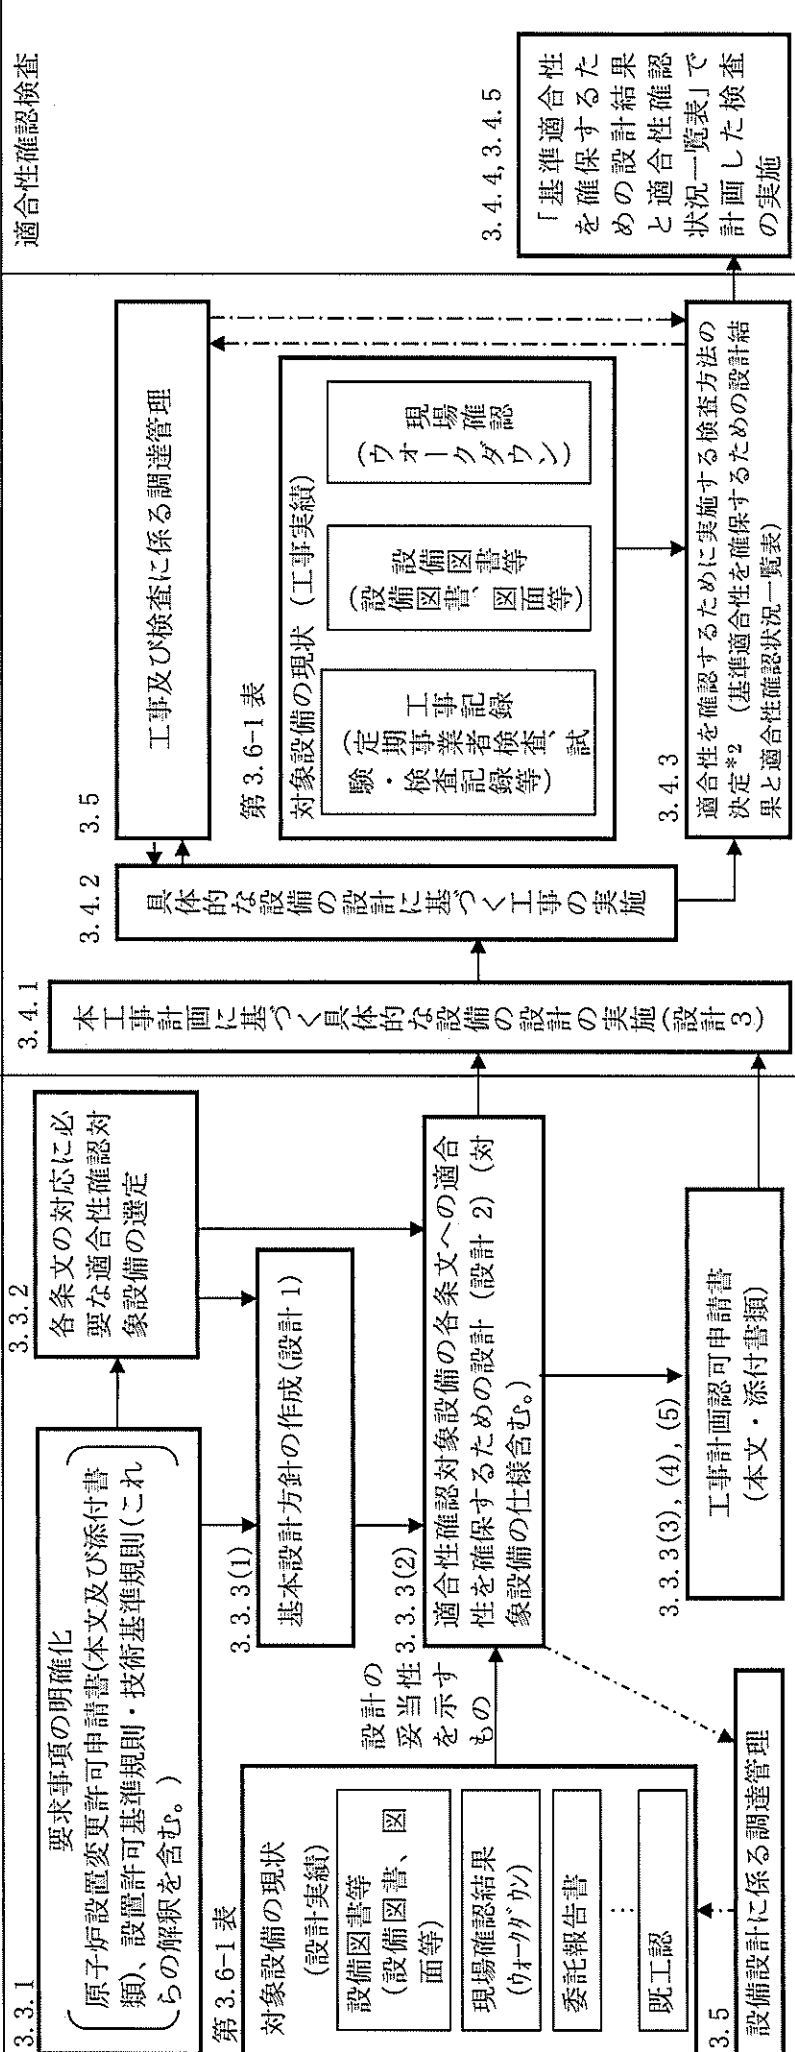 3.3.1
要求事項の明確化
原子炉設置変更許可申請書(本文及び添付書
類)、設置許可基準規則・技術基準規則(これ
らの解釈を含む。)
3.3.2
各条文の対応に必
要な適合性確認対
象設備の選定
3.3.3(1)
基本設計方針の作成(設計1)
第3.6-1表
対象設備の現状
(設計実績)
設備図書等
(設備図書、図
面等)
現場確認結果
(ウォークダウン)
委託報告書
⋮
既工認
設計の
妥当性
を示す
もの
3.3.3(2)
適合性確認対象設備の各条文への適合
性を確保するための設計(設計 2)(対
象設備の仕様含む。)
3.5
設備設計に係る調達管理
3.3.3(3),(4),(5)
工事計画認可申請書
(本文・添付書類)
3.4.1
本工事計画に基づく具体的な設備の設計の実施(設計3)
3.4.2
具体的な設備の設計に基づく工事の実施
3.5
工事及び検査に係る調達管理
第3.6-1表
対象設備の現状(工事実績)
工事記録
(定期事業者検査、試
験・検査記録等)
設備図書等
(設備図書、図面等)
現場確認
(ウオークダウン)
3.4.3
適合性を確認するために実施する検査方法の
決定*2 (基準適合性を確保するための設計結
果と適合性確認状況一覧表)
適合性確認検査
3.4.4,3.4.5
「基準適合性
を確保するた
めの設計結果
と適合性確認
状況一覧表」で
計画した検査
の実施